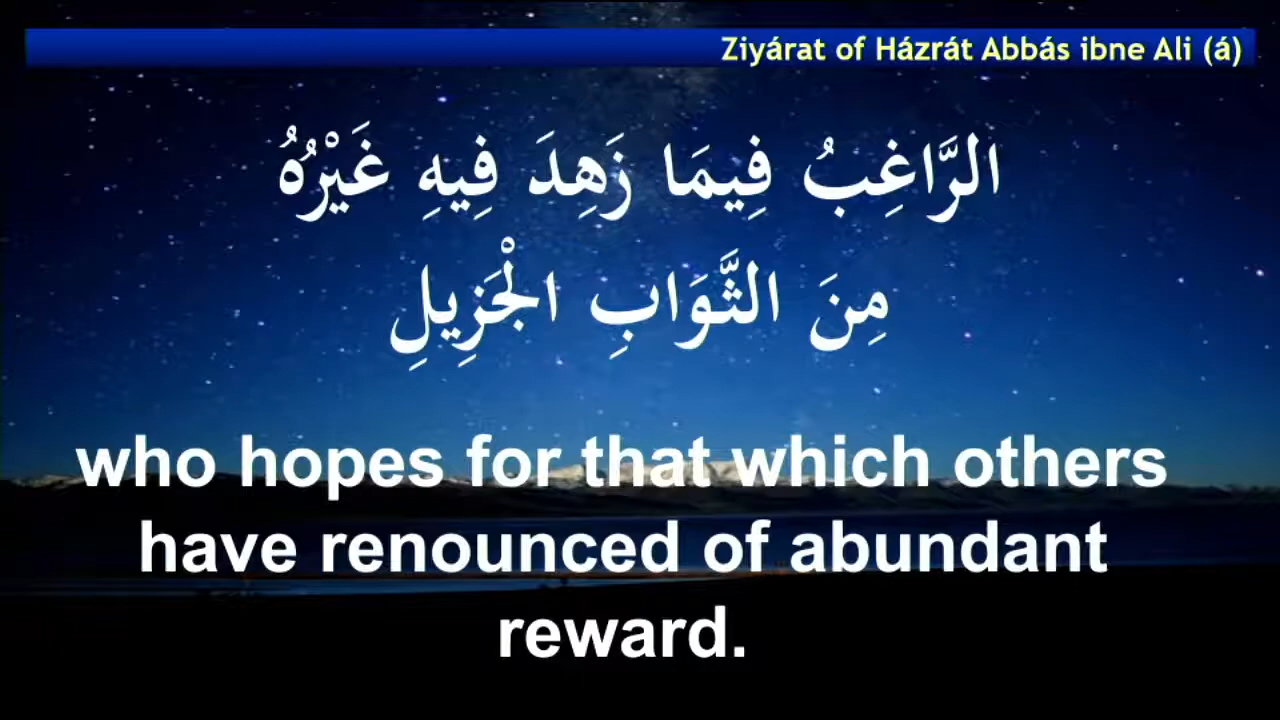 Ziyárat of Házrát Abbás ibne Ali (á)
الرَّاغِبُ فِيمَا زَهِدَ فِيهِ غَيْرُهُ
مِنَ الثَّوَابِ الْجَزِيلِ
who hopes for that which others
have renounced of abundant
reward.